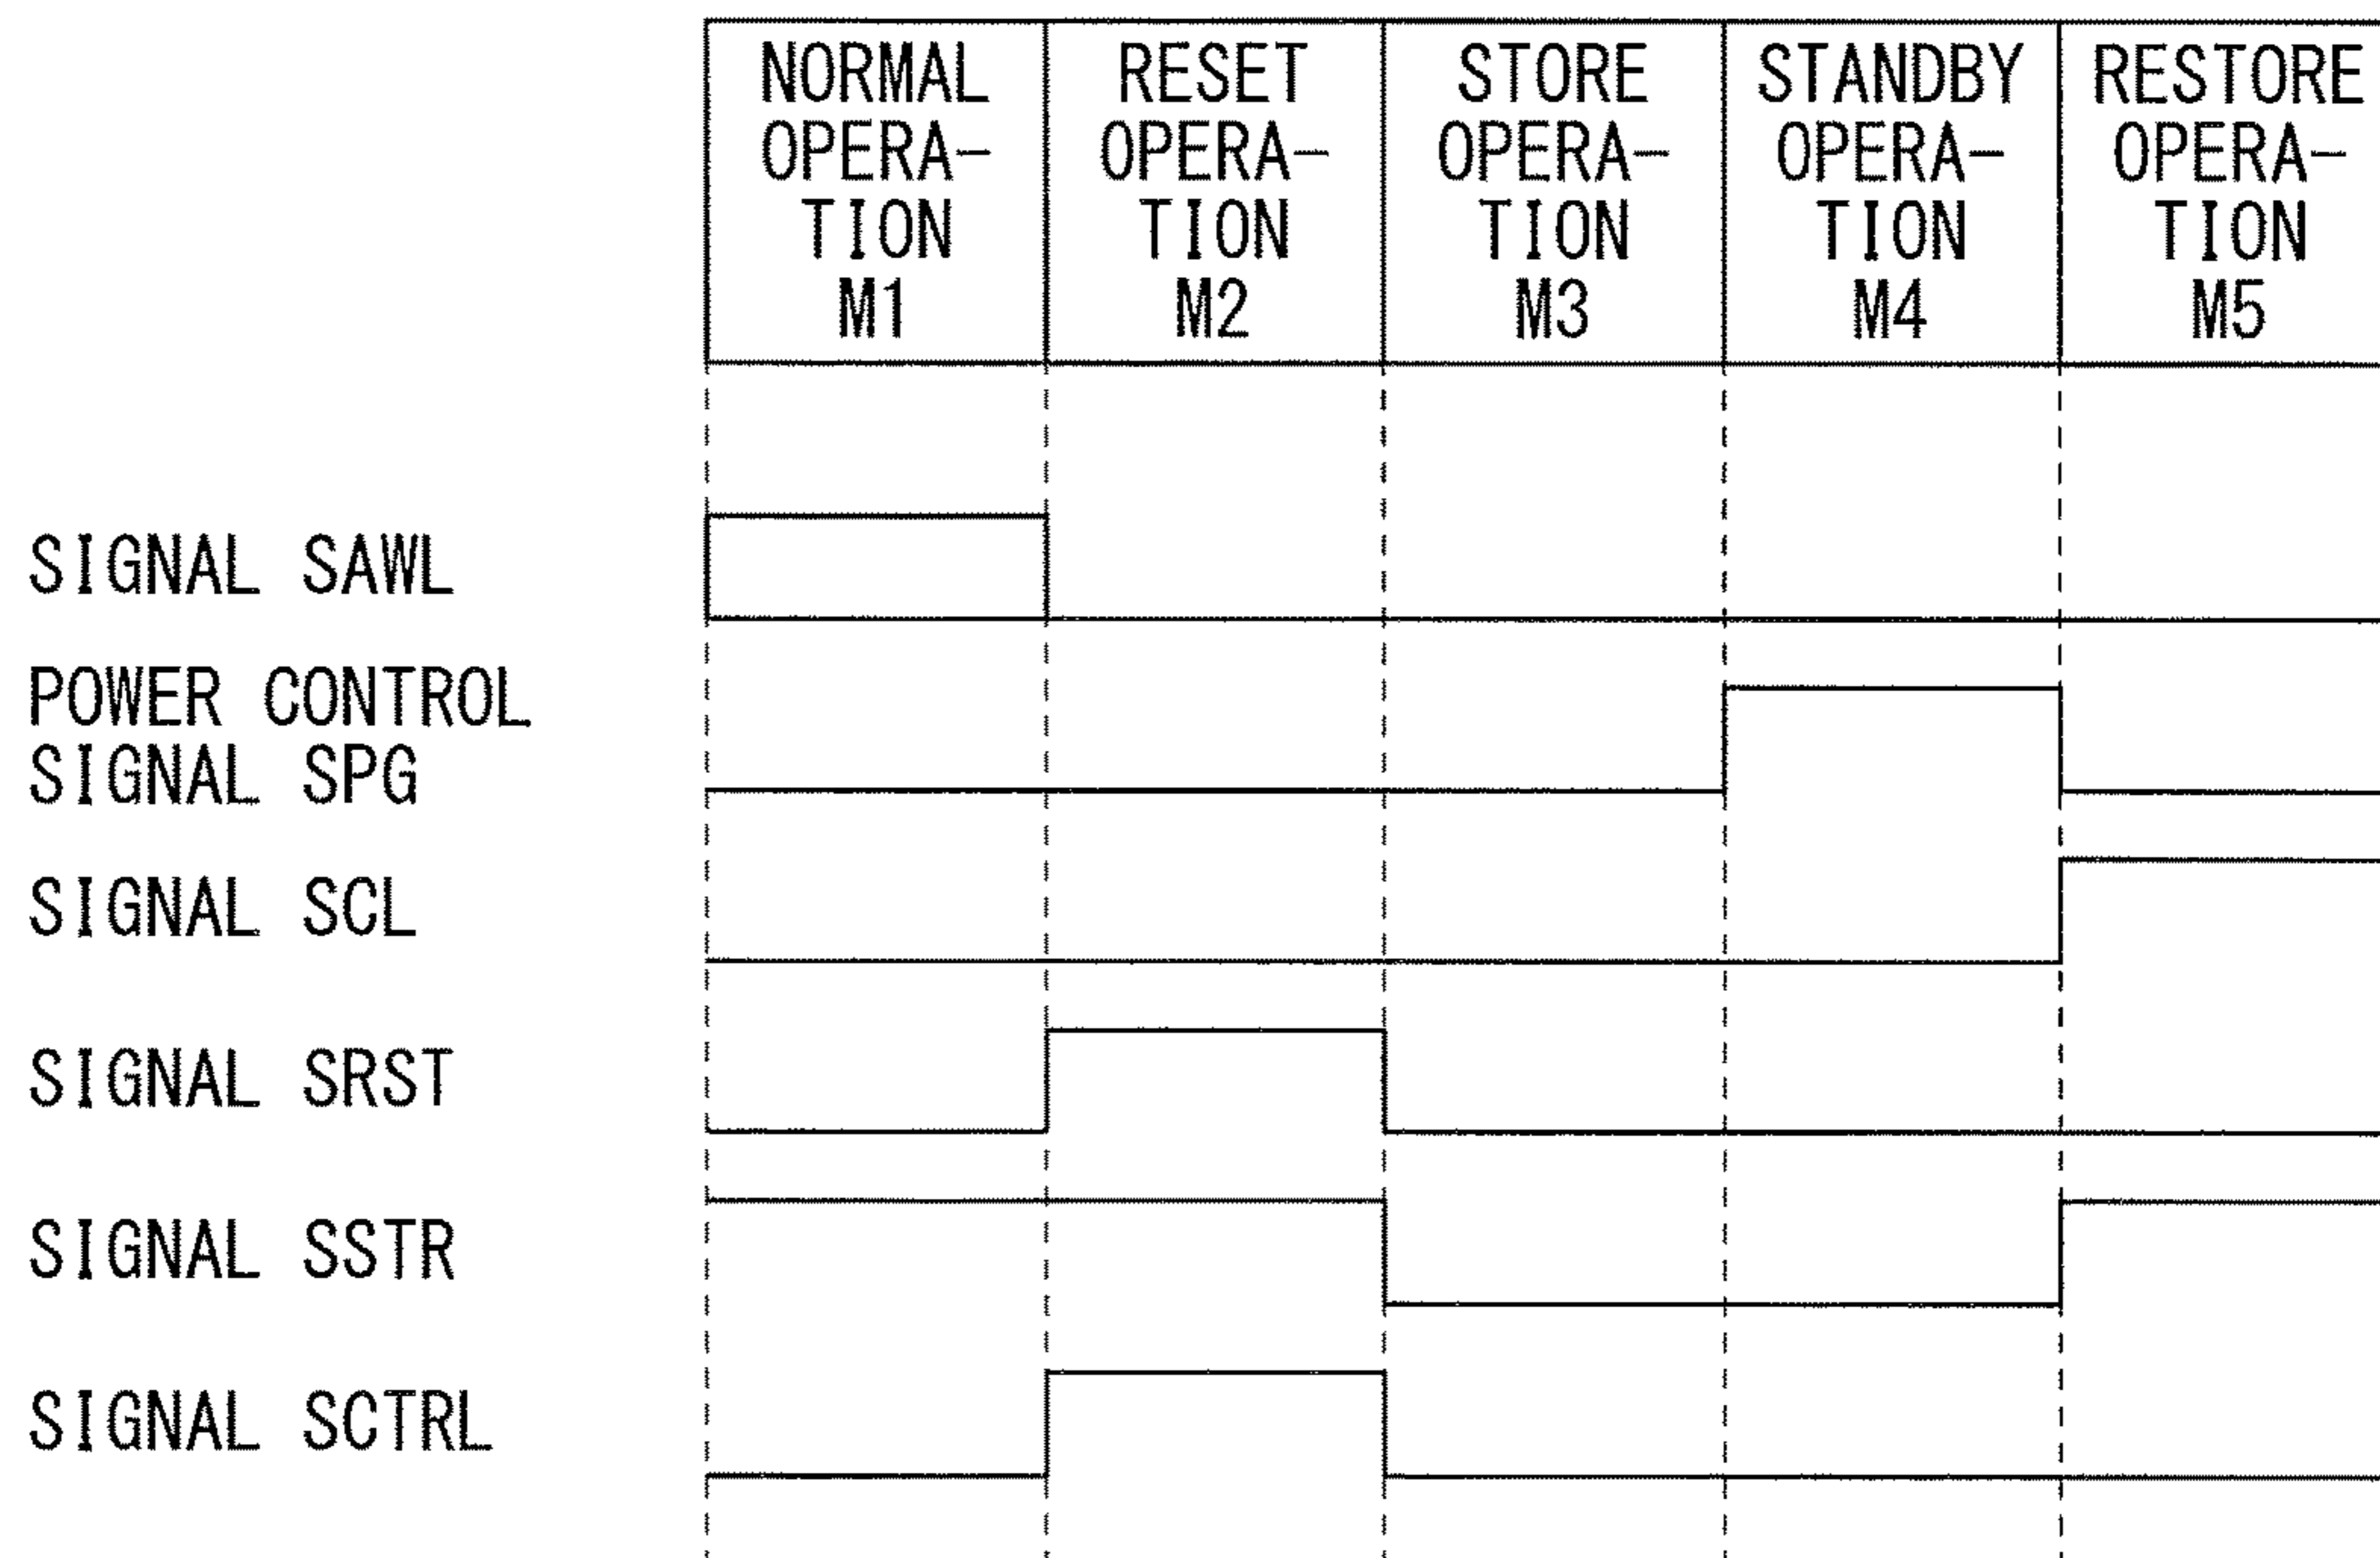 NORMAL
OPERA-
TION
M1
RESET
OPERA-
TION
M2
STORE
OPERA-
TION
M3
STANDBY
OPERA-
TION
M4
RESTORE
OPERA-
TION
M5
SIGNAL SAWL
POWER CONTROL
SIGNAL SPG
SIGNAL SCL
SIGNAL SRST
SIGNAL SSTR
SIGNAL SCTRL